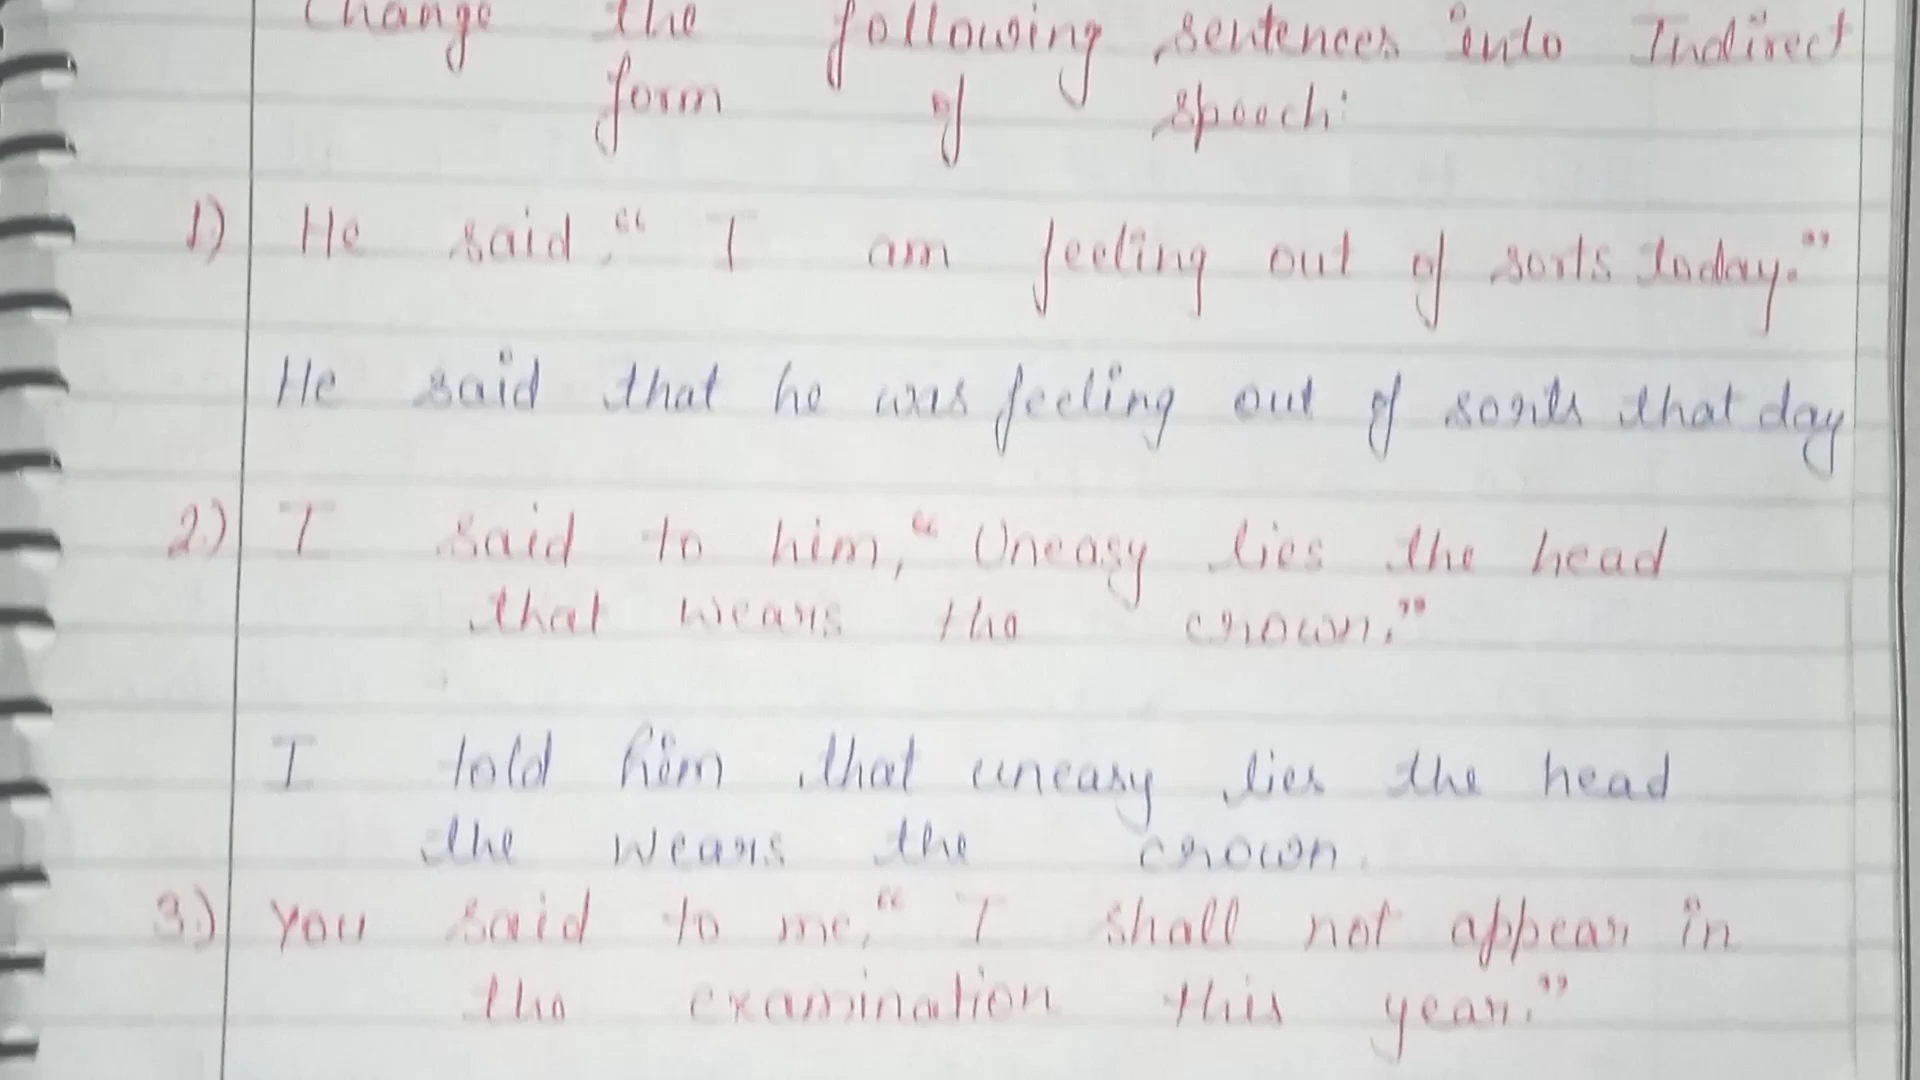 Change the following sentences into Indirect
form of speech:
1) He said, "I am feeling out of sorts today."
He said that he was feeling out of sorts that day
2) I said to him, "Uneasy lies the head
that wears the crown."
I told him that uneasy lies the head
the wears the crown.
3) You said to me, "I shall not appear in
the examination this year."